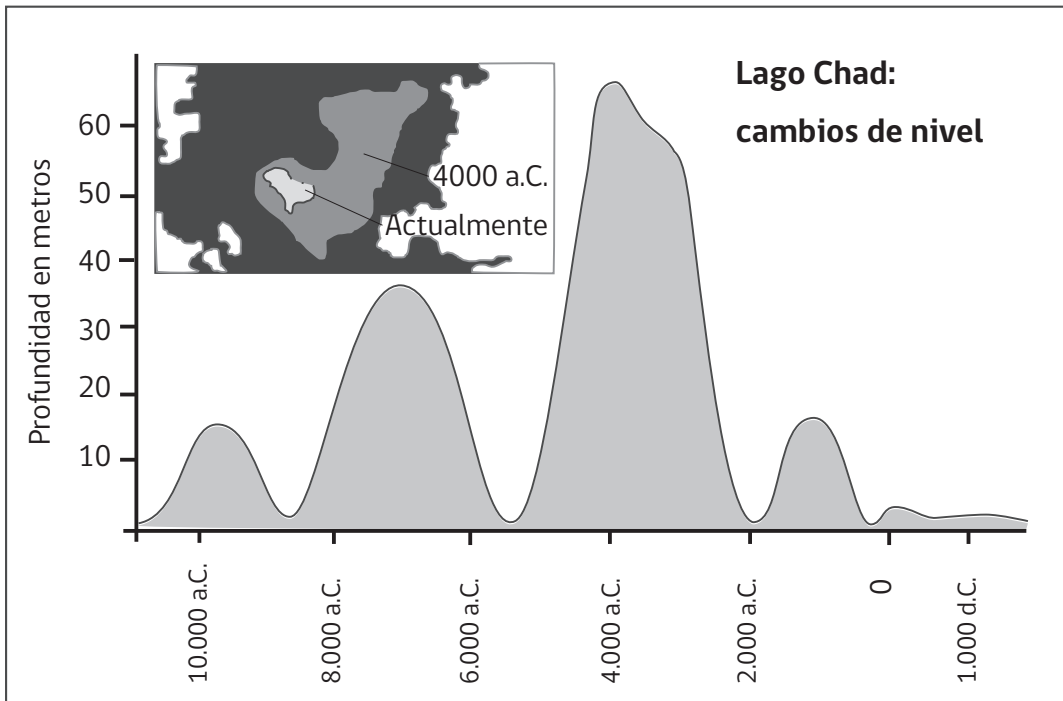 Lago Chad:
cambios de nivel
4000 a.C.
Actualmente
Profundidad en metros
60
50
40
30
20
10
10.000 a.C.
8.000 a.C.
6.000 a.C.
4.000 a.C.
2.000 a.C.
0
1.000 d.C.